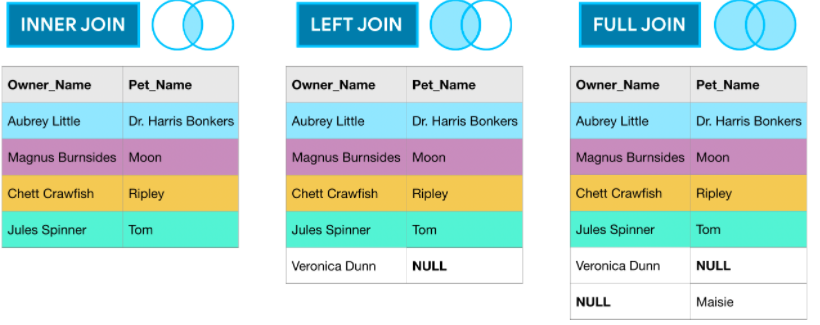 INNER JOIN
Owner_Name Pet_Name
Aubrey Little Dr. Harris Bonkers
Magnus Burnsides Moon
Chett Crawfish Ripley
Jules Spinner Tom
LEFT JOIN
Owner_Name Pet_Name
Aubrey Little Dr. Harris Bonkers
Magnus Burnsides Moon
Chett Crawfish Ripley
Jules Spinner Tom
Veronica Dunn NULL
FULL JOIN
Owner_Name Pet_Name
Aubrey Little Dr. Harris Bonkers
Magnus Burnsides Moon
Chett Crawfish Ripley
Jules Spinner Tom
Veronica Dunn NULL
NULL Maisie